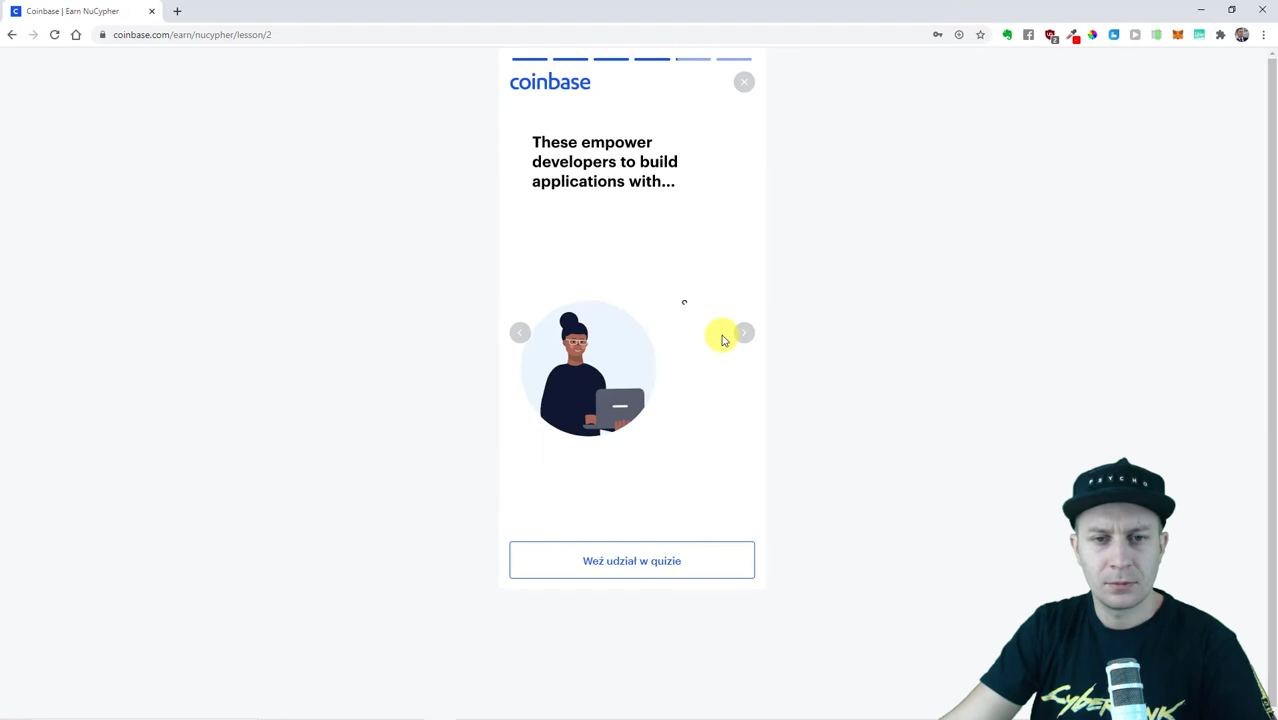 Coinbase | Earn NuCypher
coinbase.com/earn/nucypher/lesson/2
coinbase
These empower
developers to build
applications with...
Weź udział w quizie
PSYCHO